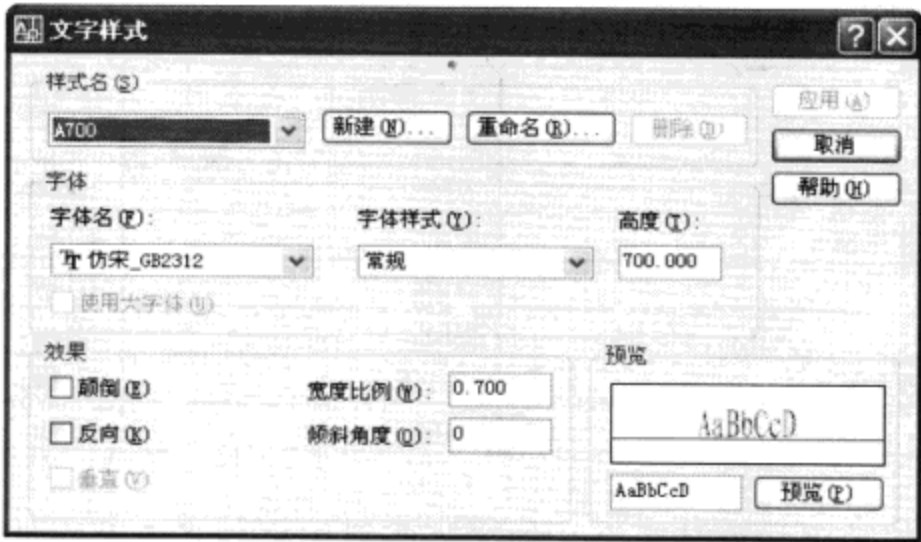 文字样式
样式名(S)
A700
新建(N)...
重命名(R)...
删除(D)
应用(A)
取消
帮助(H)
字体
字体名(F):
字体样式(Y):
高度(T):
仿宋_GB2312
常规
700.000
使用大字体(U)
效果
颠倒(E)
宽度比例(W):
0.700
反向(K)
倾斜角度(O):
0
垂直(V)
预览
AaBbCcD
AaBbCcD
预览(P)